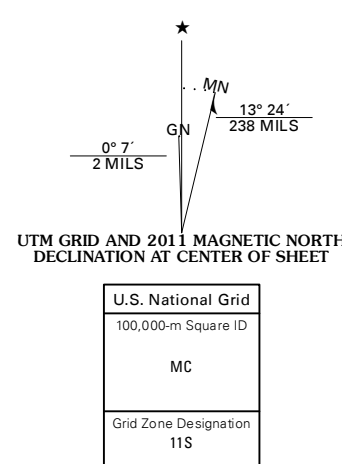 ★
MN
GN
13° 24´
238 MILS
0° 7´
2 MILS
UTM GRID AND 2011 MAGNETIC NORTH
DECLINATION AT CENTER OF SHEET
U.S. National Grid
100,000-m Square ID
MC
Grid Zone Designation
11S